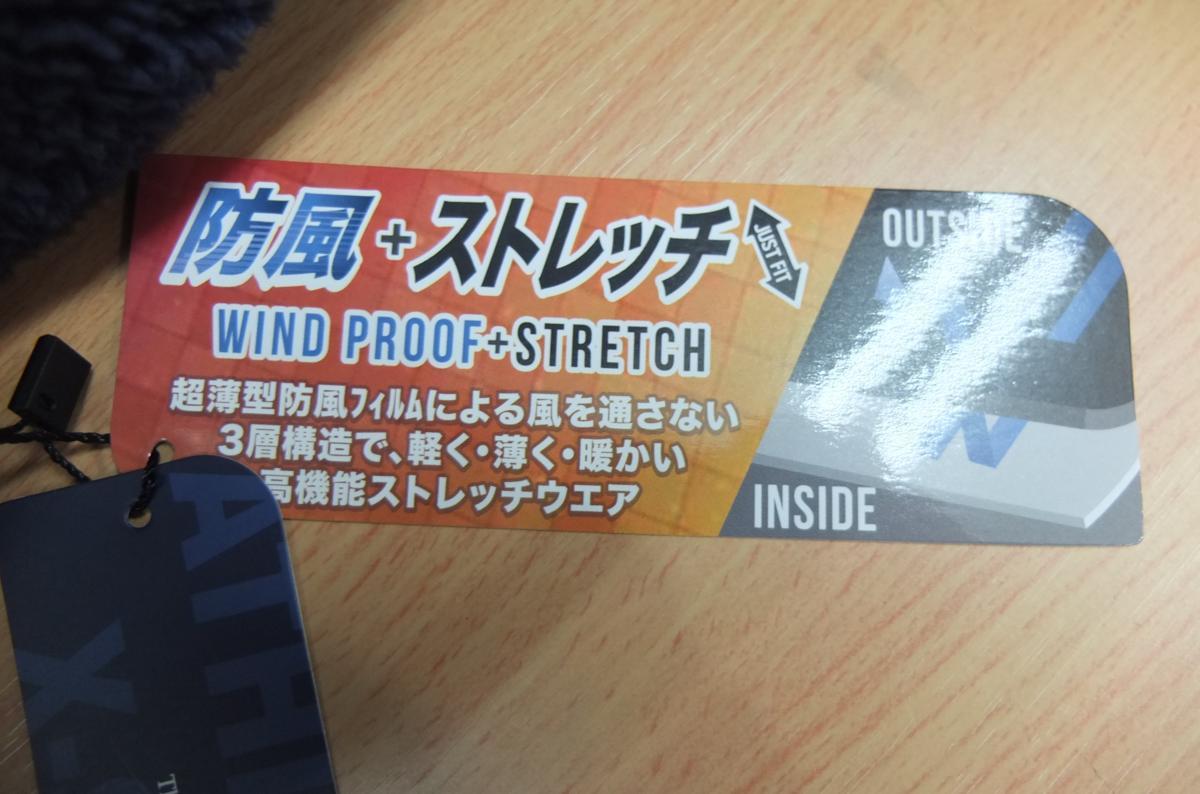 防風+ストレッチ
JUST FIT
WIND PROOF+STRETCH
超薄型防風フィルムによる風を通さない
3層構造で、軽く・薄く・暖かい
高機能ストレッチウエア
OUTSIDE
INSIDE